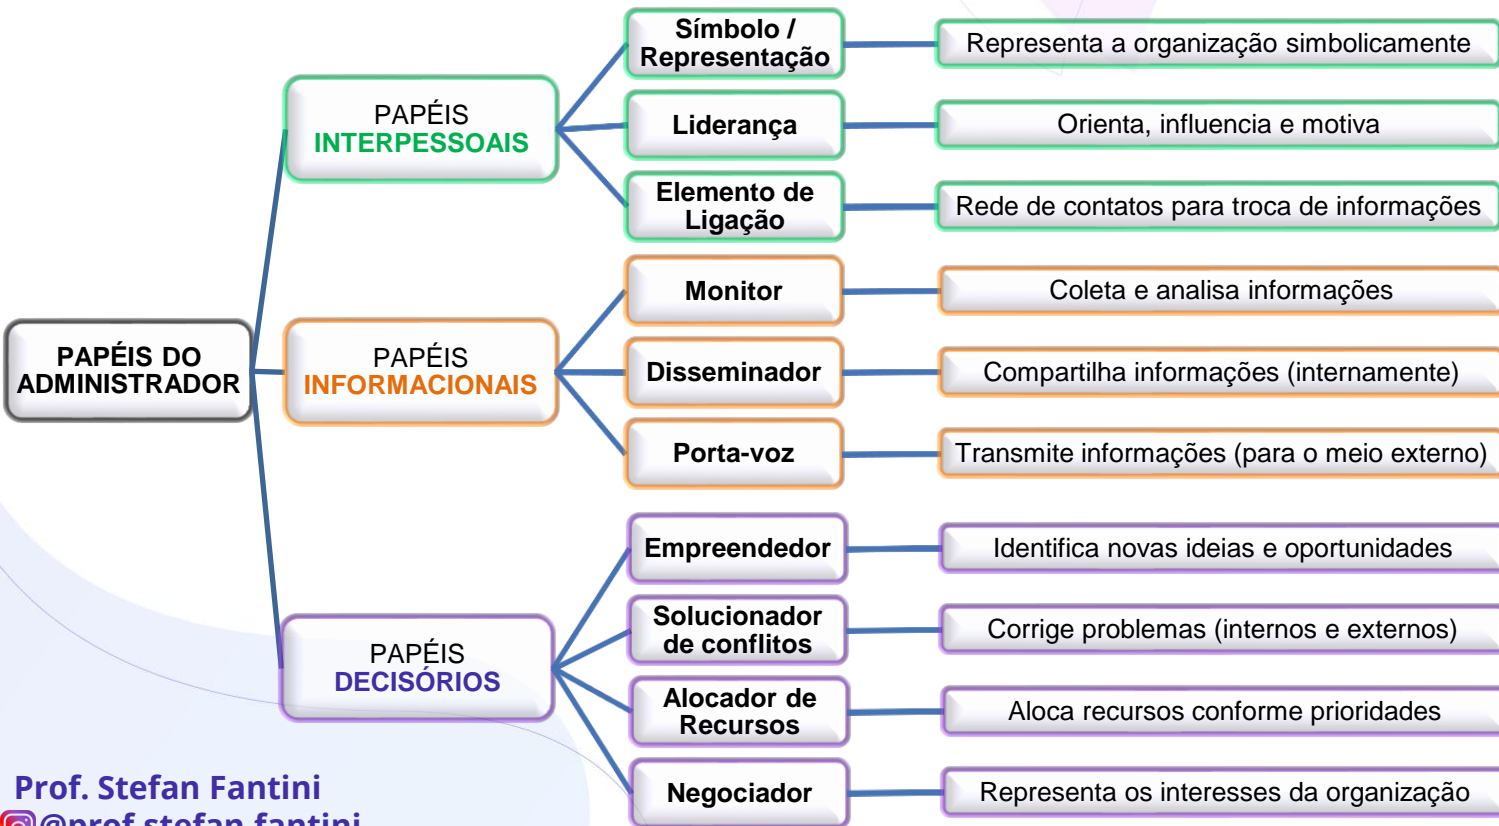 Símbolo /
Representação
Representa a organização simbolicamente
PAPÉIS
INTERPESSOAIS
Liderança
Orienta, influencia e motiva
Elemento de
Ligação
Rede de contatos para troca de informações
Monitor
Coleta e analisa informações
PAPÉIS DO
ADMINISTRADOR
PAPÉIS
INFORMACIONAIS
Disseminador
Compartilha informações (internamente)
Porta-voz
Transmite informações (para o meio externo)
Empreendedor
Identifica novas ideias e oportunidades
Solucionador
de conflitos
Corrige problemas (internos e externos)
PAPÉIS
DECISÓRIOS
Alocador de
Recursos
Aloca recursos conforme prioridades
Negociador
Representa os interesses da organização
Prof. Stefan Fantini
@prof.stefan.fantini